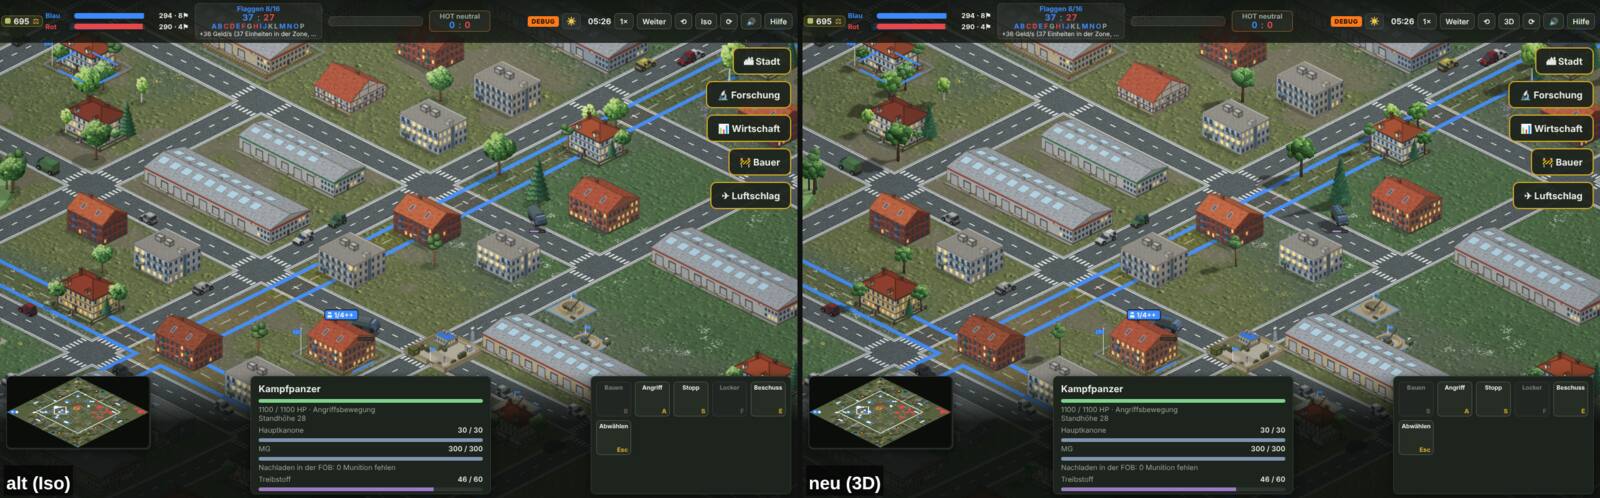 695
Blau
294 · 8
Rot
290 · 4
Flaggen 8/16
37 : 27
ABCDEFGHIJKLMNOP
+36 Geld/s (37 Einheiten in der Zone, ...
HOT neutral
0 : 0
DEBUG
05:26
1×
Weiter
Iso
Hilfe
Stadt
Forschung
Wirtschaft
Bauer
Luftschlag
1/4++
Kampfpanzer
1100 / 1100 HP · Angriffsbewegung
Standhöhe 28
Hauptkanone 30 / 30
MG 300 / 300
Nachladen in der FOB: 0 Munition fehlen
Treibstoff 46 / 60
Bauen Angriff Stopp Locker Beschuss
B A S F E
Abwählen
Esc
alt (Iso)
695
Blau
294 · 8
Rot
290 · 4
Flaggen 8/16
37 : 27
ABCDEFGHIJKLMNOP
+36 Geld/s (37 Einheiten in der Zone, ...
HOT neutral
0 : 0
DEBUG
05:26
1×
Weiter
3D
Hilfe
Stadt
Forschung
Wirtschaft
Bauer
Luftschlag
1/4++
Kampfpanzer
1100 / 1100 HP · Angriffsbewegung
Standhöhe 28
Hauptkanone 30 / 30
MG 300 / 300
Nachladen in der FOB: 0 Munition fehlen
Treibstoff 46 / 60
Bauen Angriff Stopp Locker Beschuss
B A S F E
Abwählen
Esc
neu (3D)